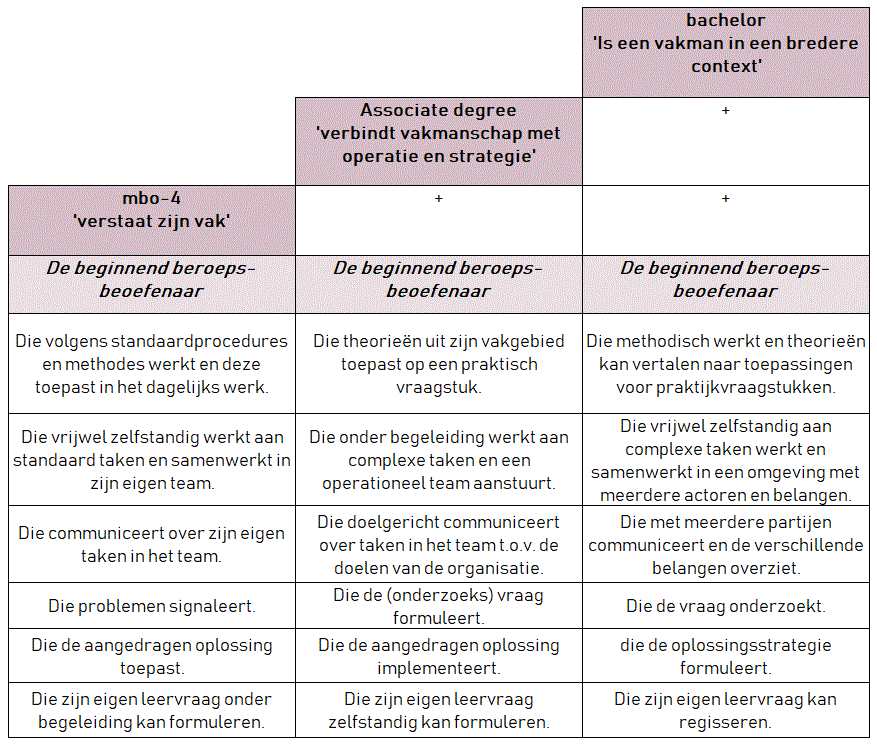 bachelor
'Is een vakman in een bredere
context'
Associate degree
'verbindt vakmanschap met
operatie en strategie'
+
mbo-4
'verstaat zijn vak'
+
+
De beginnend beroeps-
beoefenaar
De beginnend beroeps-
beoefenaar
De beginnend beroeps-
beoefenaar
Die volgens standaardprocedures
en methodes werkt en deze
toepast in het dagelijks werk.
Die theorieën uit zijn vakgebied
toepast op een praktisch
vraagstuk.
Die methodisch werkt en theorieën
kan vertalen naar toepassingen
voor praktijkvraagstukken.
Die vrijwel zelfstandig werkt aan
standaard taken en samenwerkt in
zijn eigen team.
Die onder begeleiding werkt aan
complexe taken en een
operationeel team aanstuurt.
Die vrijwel zelfstandig aan
complexe taken werkt en
samenwerkt in een omgeving met
meerdere actoren en belangen.
Die communiceert over zijn eigen
taken in het team.
Die doelgericht communiceert
over taken in het team t.o.v. de
doelen van de organisatie.
Die met meerdere partijen
communiceert en de verschillende
belangen overziet.
Die problemen signaleert.
Die de (onderzoeks) vraag
formuleert.
Die de vraag onderzoekt.
Die de aangedragen oplossing
toepast.
Die de aangedragen oplossing
implementeert.
die de oplossingsstrategie
formuleert.
Die zijn eigen leervraag onder
begeleiding kan formuleren.
Die zijn eigen leervraag
zelfstandig kan formuleren.
Die zijn eigen leervraag kan
regisseren.